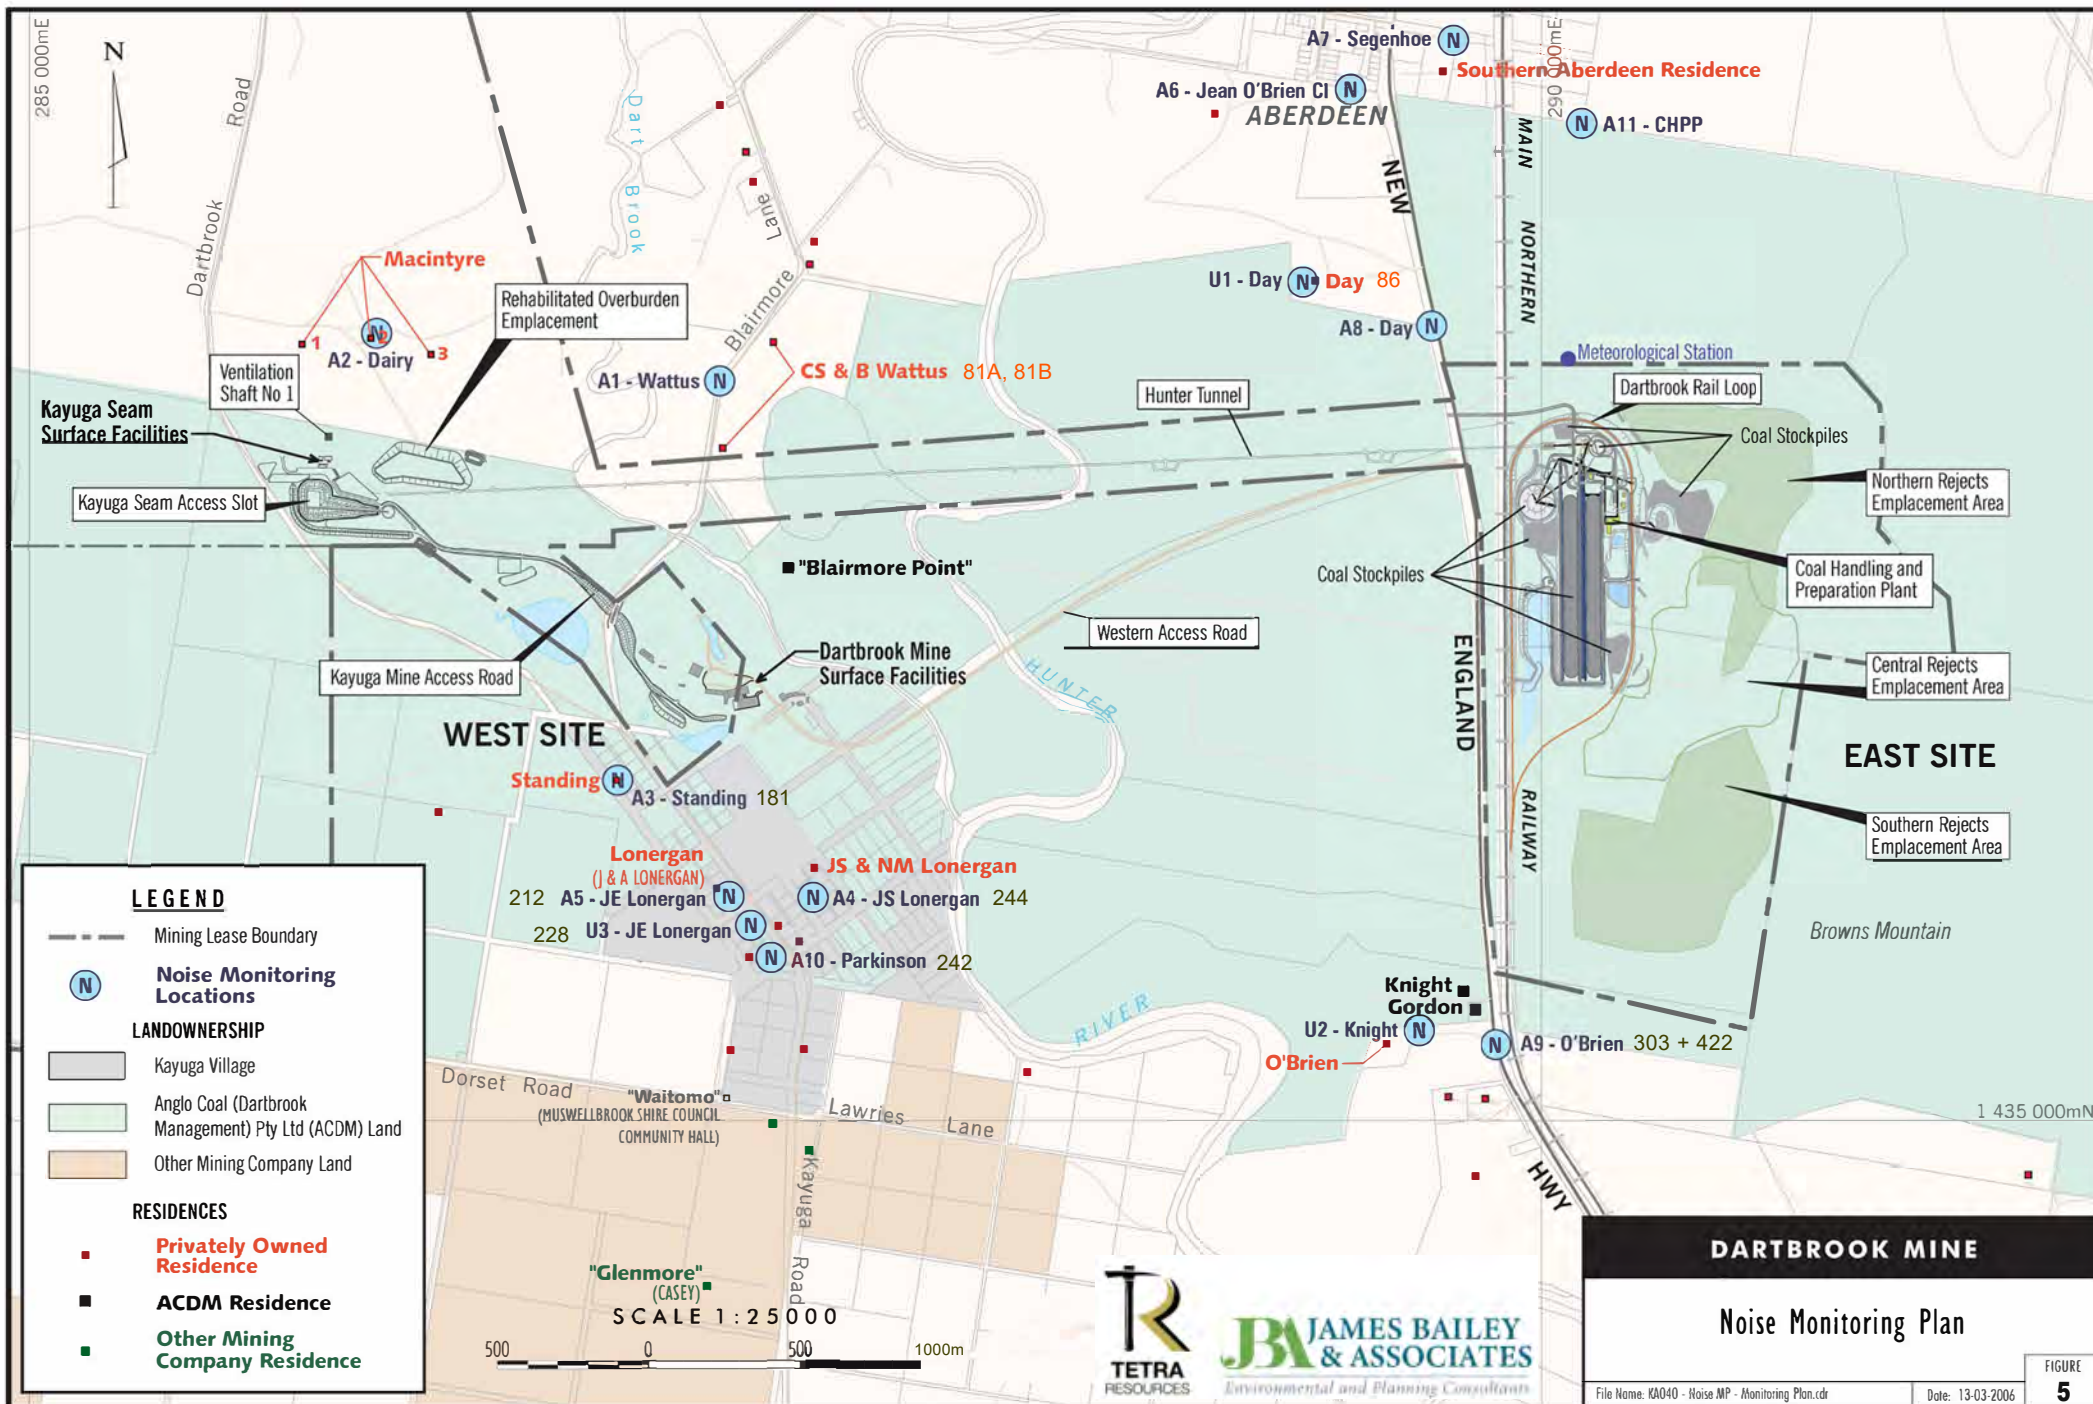 285 000mE
N
Road
Dartbrook
Dart Brook
Lane
Blairmore
A7 - Segenhoe N
Southern Aberdeen Residence
290 000mE
A6 - Jean O'Brien Cl N
ABERDEEN
N A11 - CHPP
MAIN
NORTHERN
RAILWAY
NEW
ENGLAND
HWY
Macintyre
1
N
2
3
A2 - Dairy
Rehabilitated Overburden
Emplacement
Ventilation
Shaft No 1
Kayuga Seam
Surface Facilities
Kayuga Seam Access Slot
A1 - Wattus N
CS & B Wattus 81A, 81B
U1 - Day N Day 86
A8 - Day N
Meteorological Station
Hunter Tunnel
Dartbrook Rail Loop
Coal Stockpiles
Northern Rejects
Emplacement Area
Coal Handling and
Preparation Plant
Coal Stockpiles
"Blairmore Point"
Western Access Road
Kayuga Mine Access Road
Dartbrook Mine
Surface Facilities
Central Rejects
Emplacement Area
HUNTER
RIVER
WEST SITE
EAST SITE
Southern Rejects
Emplacement Area
Browns Mountain
Standing N
A3 - Standing 181
Lonergan
(J & A LONERGAN)
JS & NM Lonergan
212 A5 - JE Lonergan N
N A4 - JS Lonergan 244
228 U3 - JE Lonergan N
N A10 - Parkinson 242
Knight
Gordon
U2 - Knight N
O'Brien
N A9 - O'Brien 303 + 422
1 435 000mN
Dorset Road
"Waitomo"
(MUSWELLBROOK SHIRE COUNCIL
COMMUNITY HALL)
Lawries Lane
Kayuga Road
"Glenmore"
(CASEY)
SCALE 1:25000
500 0 500 1000m
LEGEND
Mining Lease Boundary
N Noise Monitoring
Locations
LANDOWNERSHIP
Kayuga Village
Anglo Coal (Dartbrook
Management) Pty Ltd (ACDM) Land
Other Mining Company Land
RESIDENCES
Privately Owned
Residence
ACDM Residence
Other Mining
Company Residence
TR
TETRA
RESOURCES
JBA JAMES BAILEY
& ASSOCIATES
Environmental and Planning Consultants
DARTBROOK MINE
Noise Monitoring Plan
File Name: KA040 - Noise MP - Monitoring Plan.cdr
Date: 13-03-2006
FIGURE
5